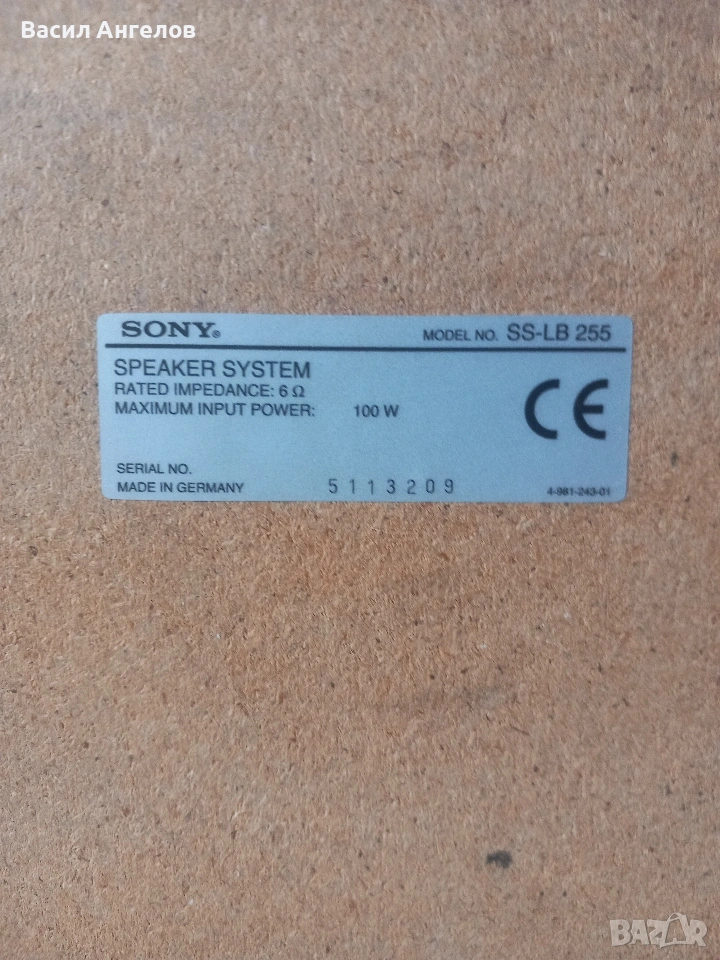 Васил Ангелов
SONY® MODEL NO. SS-LB 255
SPEAKER SYSTEM
RATED IMPEDANCE: 6 Ω
MAXIMUM INPUT POWER: 100 W
CE
SERIAL NO.
MADE IN GERMANY 5113209 4-981-243-01
BAZAR